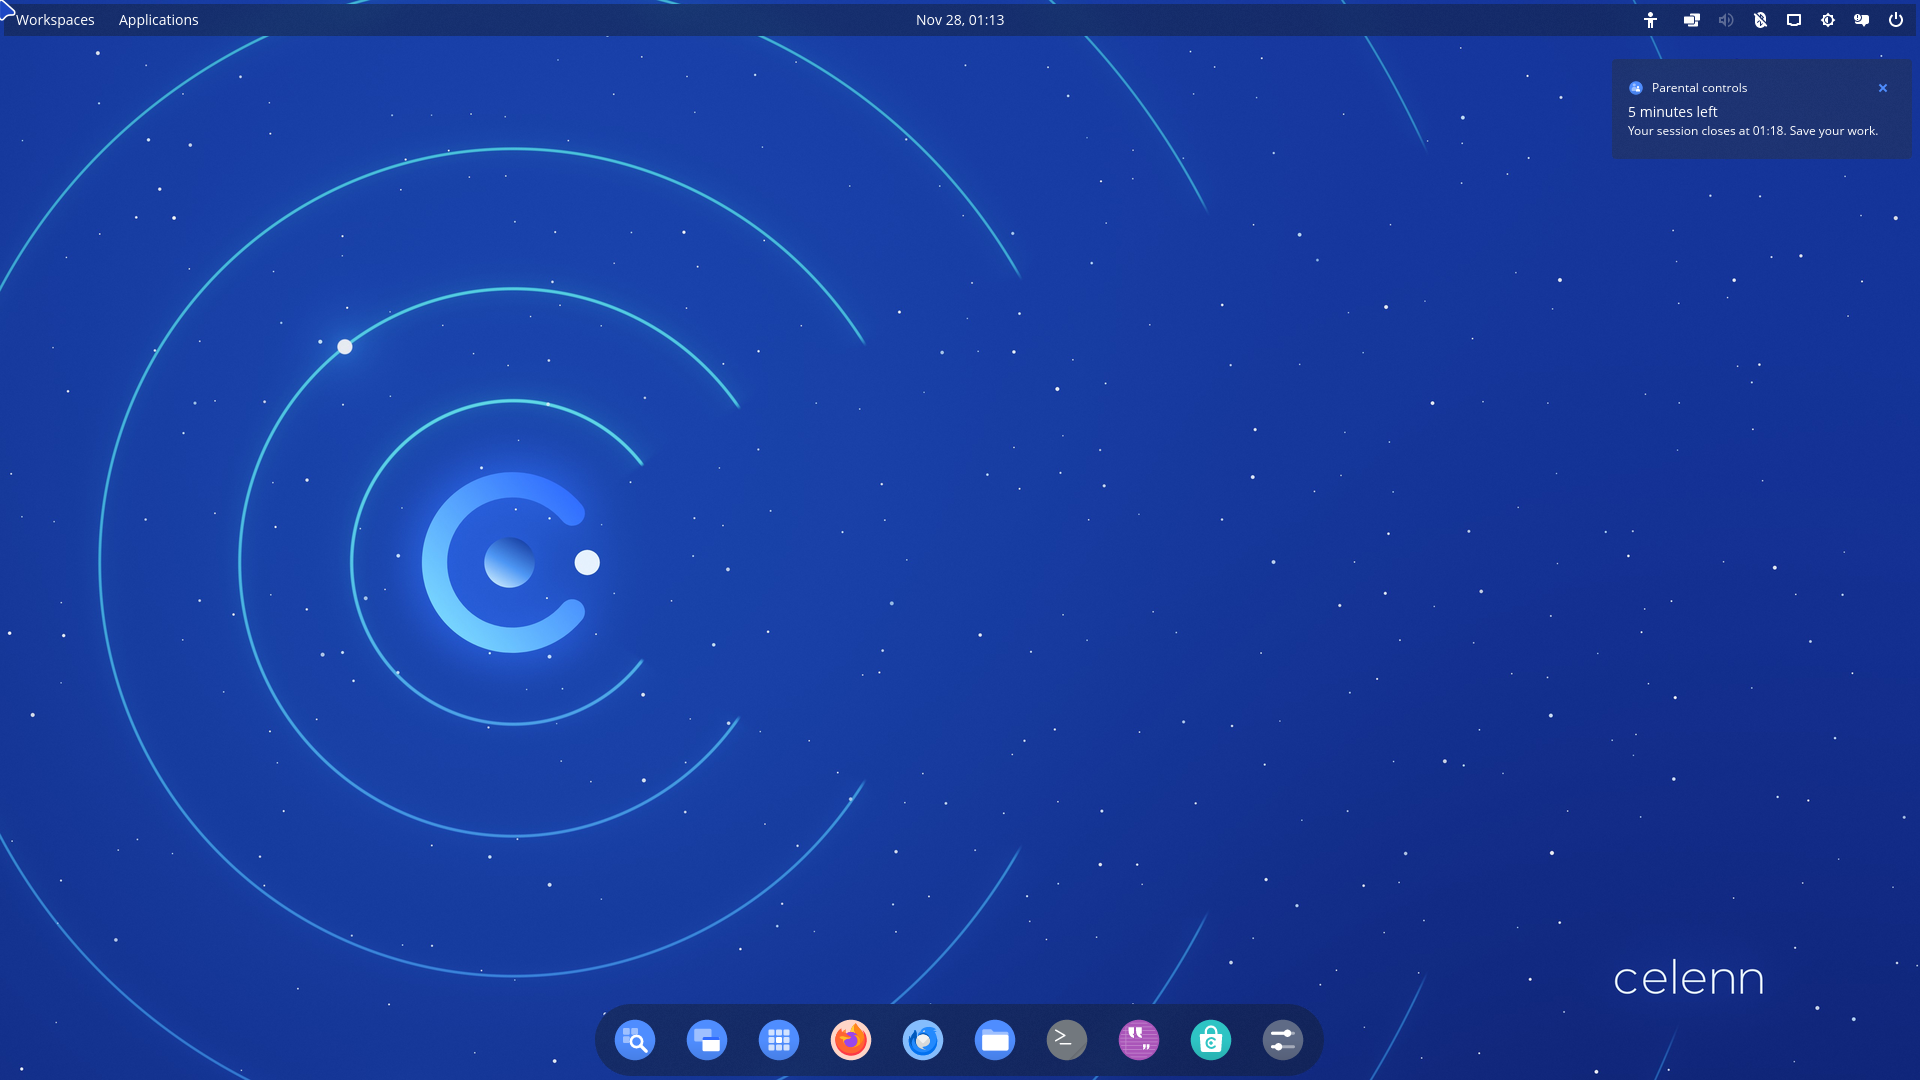 Workspaces Applications Nov 28, 01:13
Parental controls
5 minutes left
Your session closes at 01:18. Save your work.
celenn